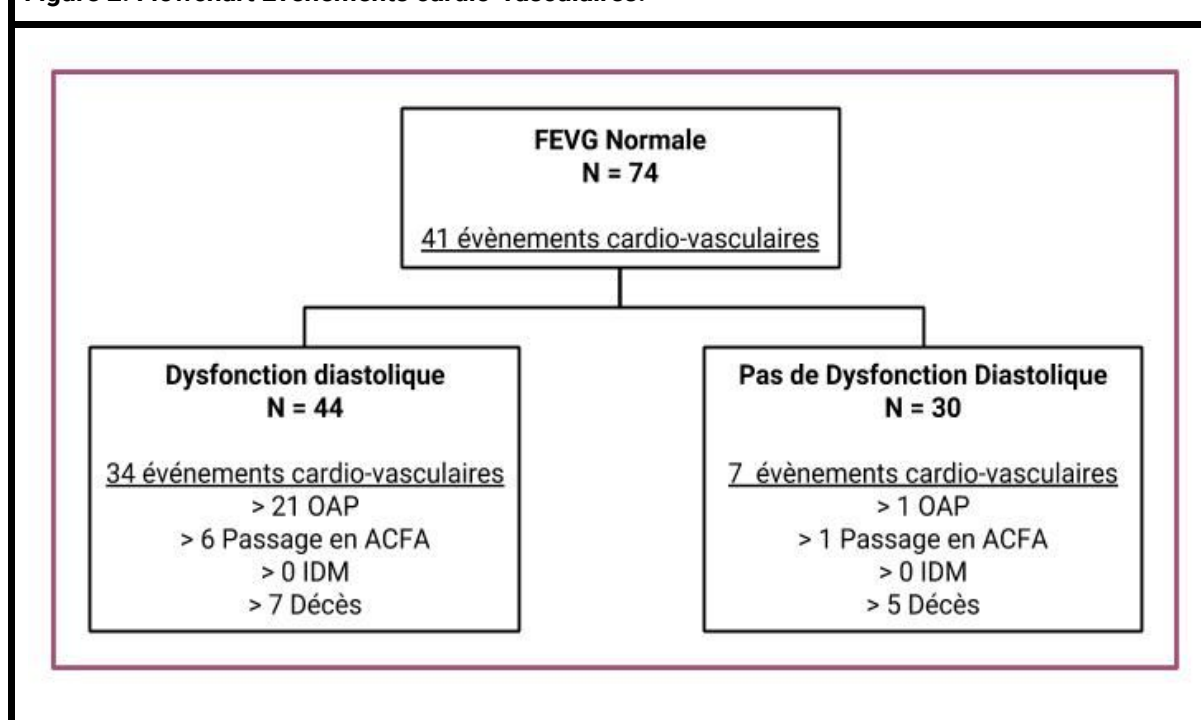 Figure 2. Flowchart Evènements cardio-vasculaires.
FEVG Normale
N = 74
41 évènements cardio-vasculaires
Dysfonction diastolique
N = 44
34 événements cardio-vasculaires
> 21 OAP
> 6 Passage en ACFA
> 0 IDM
> 7 Décès
Pas de Dysfonction Diastolique
N = 30
7 évènements cardio-vasculaires
> 1 OAP
> 1 Passage en ACFA
> 0 IDM
> 5 Décès